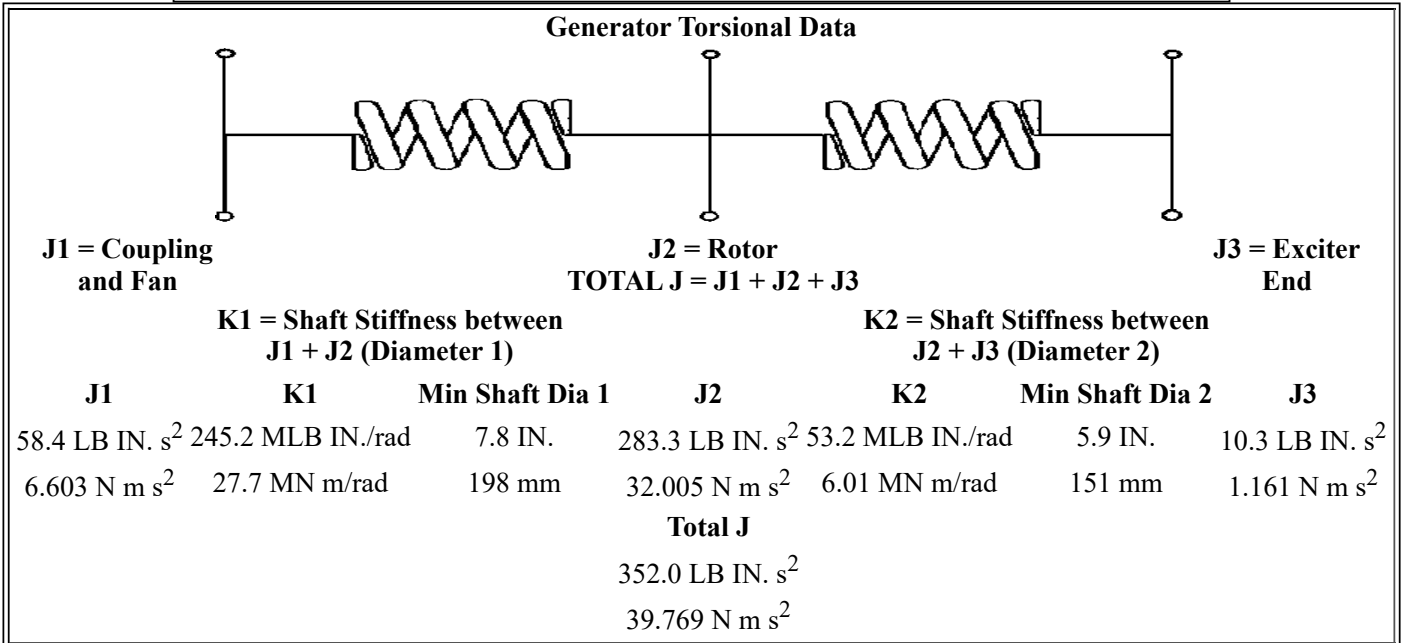 Generator Torsional Data
J1 = Coupling and Fan
J2 = Rotor
TOTAL J = J1 + J2 + J3
J3 = Exciter End
K1 = Shaft Stiffness between J1 + J2 (Diameter 1)
K2 = Shaft Stiffness between J2 + J3 (Diameter 2)
J1 K1 Min Shaft Dia 1 J2 K2 Min Shaft Dia 2 J3
58.4 LB IN. s² 245.2 MLB IN./rad 7.8 IN. 283.3 LB IN. s² 53.2 MLB IN./rad 5.9 IN. 10.3 LB IN. s²
6.603 N m s² 27.7 MN m/rad 198 mm 32.005 N m s² 6.01 MN m/rad 151 mm 1.161 N m s²
Total J
352.0 LB IN. s²
39.769 N m s²